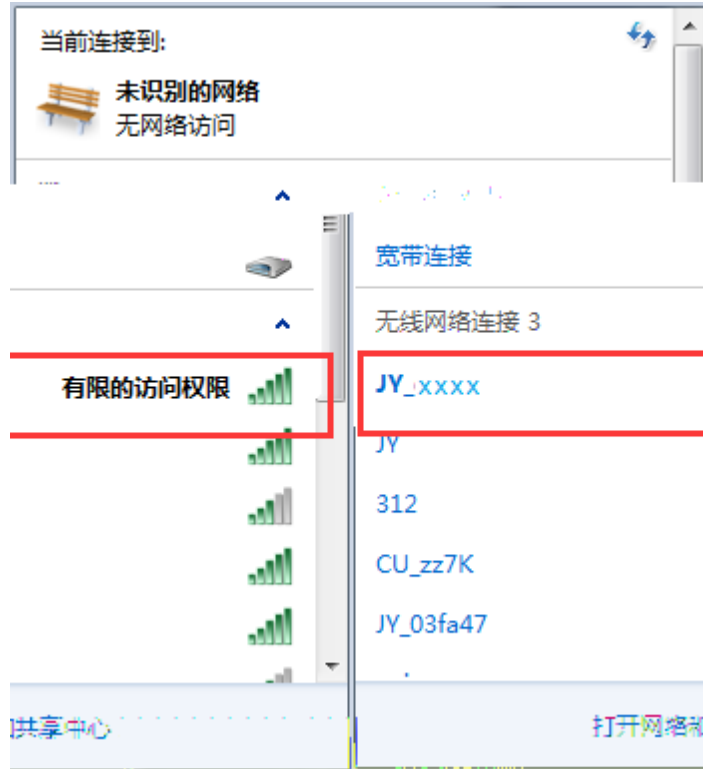 当前连接到:
未识别的网络
无网络访问
宽带连接
无线网络连接 3
有限的访问权限
JY_xxxx
JY
312
CU_zz7K
JY_03fa47
共享中心
打开网络和